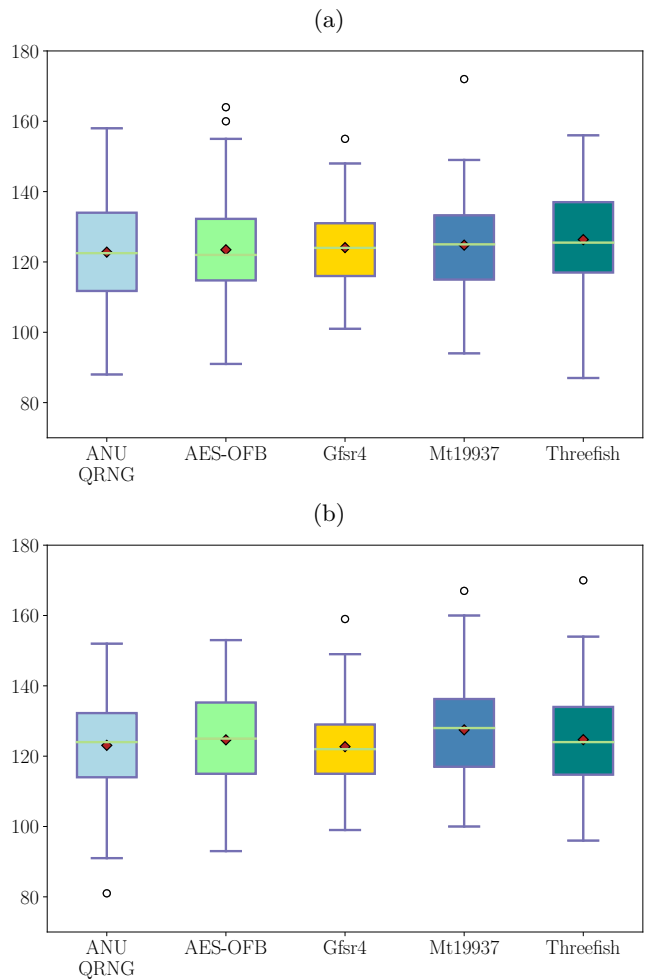 (a)
180
160
140
120
100
80
ANU
QRNG
AES-OFB
Gfsr4
Mt19937
Threefish
(b)
180
160
140
120
100
80
ANU
QRNG
AES-OFB
Gfsr4
Mt19937
Threefish